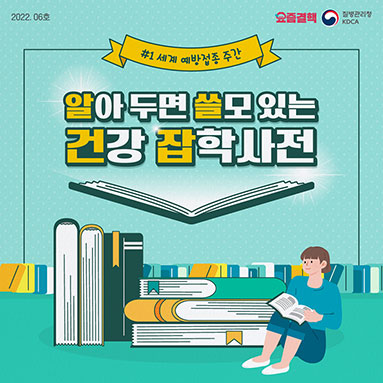 2022. 06호
요즘결핵
질병관리청
KDCA
#1 세계 예방접종 주간
알아 두면 쓸모 있는
건강 잡학사전